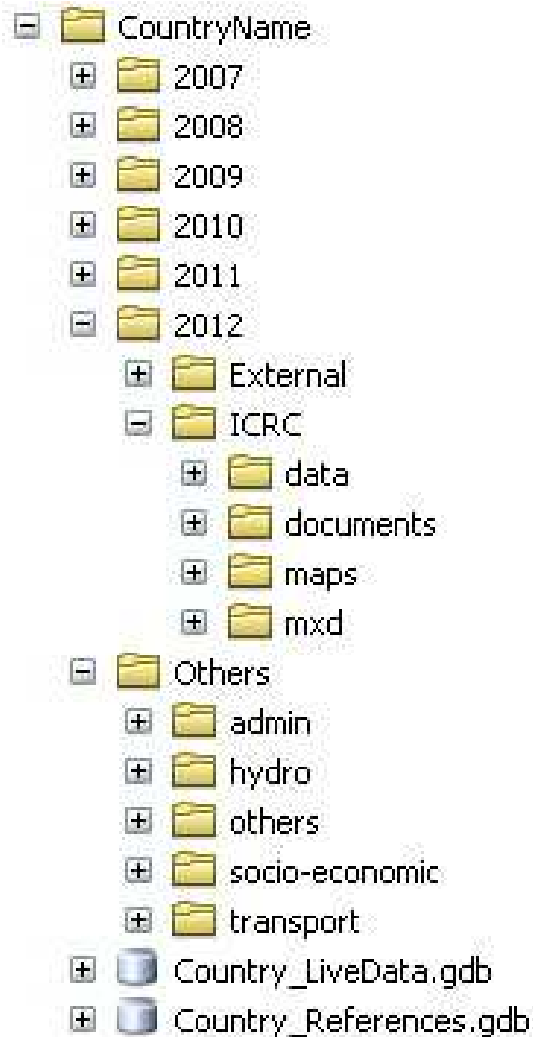 CountryName
2007
2008
2009
2010
2011
2012
External
ICRC
data
documents
maps
mxd
Others
admin
hydro
others
socio-economic
transport
Country_LiveData.gdb
Country_References.gdb